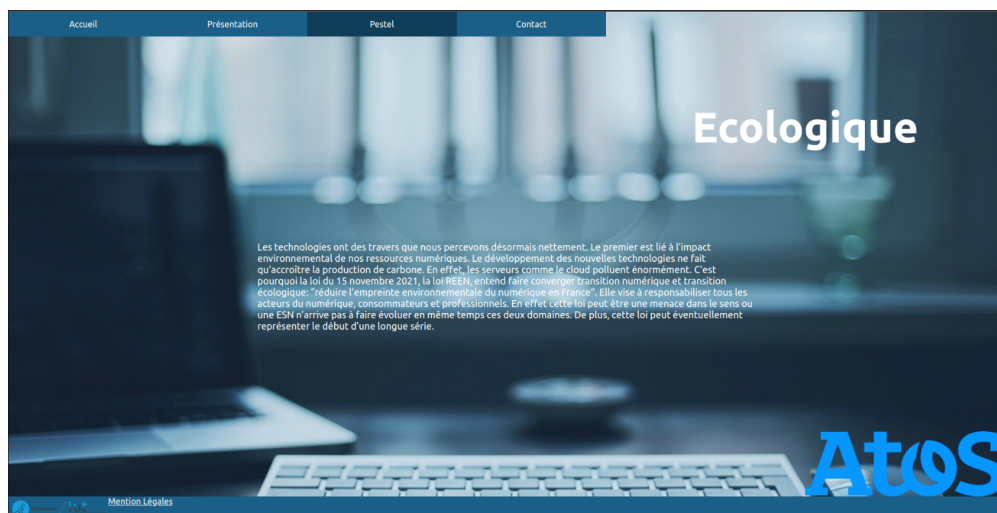 Accueil
Présentation
Pestel
Contact
Ecologique
Les technologies ont des travers que nous percevons désormais nettement. Le premier est lié à l'impact
environnemental de nos ressources numériques. Le développement des nouvelles technologies ne fait
qu'accroître la production de carbone. En effet, les serveurs comme le cloud polluent énormément. C'est
pourquoi la loi du 15 novembre 2021, la loi REEN, entend faire converger transition numérique et transition
écologique: "réduire l'empreinte environnementale du numérique en France". Elle vise à responsabiliser tous les
acteurs du numérique, consommateurs et professionnels. En effet cette loi peut être une menace dans le sens ou
une ESN n'arrive pas à faire évoluer en même temps ces deux domaines. De plus, cette loi peut éventuellement
représenter le début d'une longue série.
Atos
Mention Légales